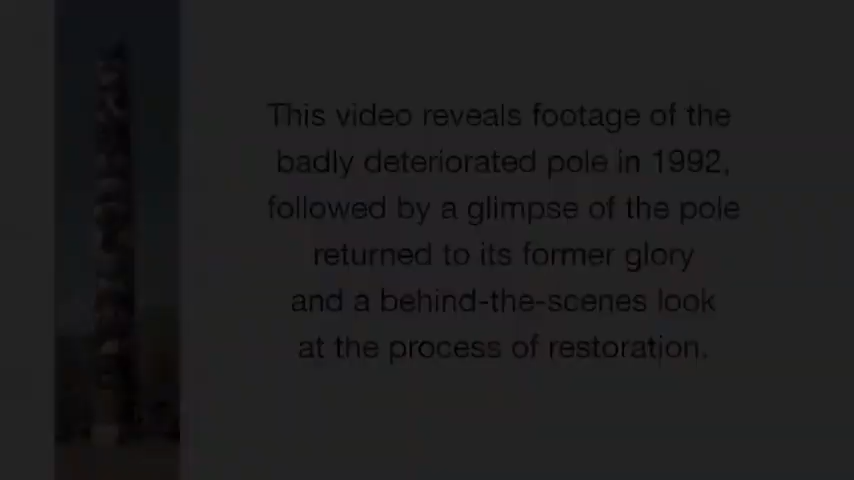 This video reveals footage of the
badly deteriorated pole in 1992,
followed by a glimpse of the pole
returned to its former glory
and a behind-the-scenes look
at the process of restoration.